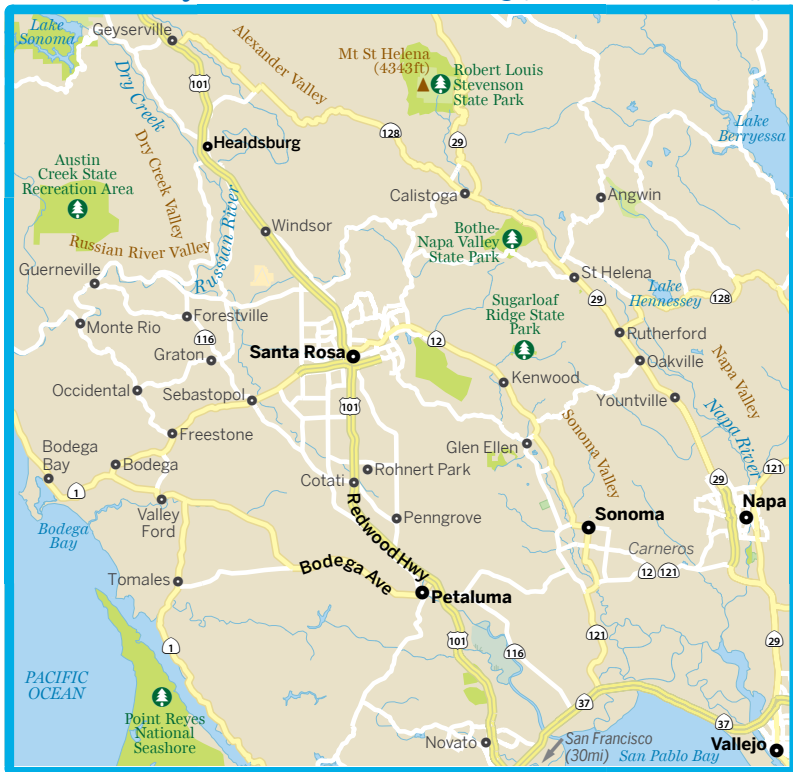 Lake
Sonoma
Geyserville
101
Alexander Valley
Mt St Helena
(4343ft)
Robert Louis
Stevenson
State Park
Dry Creek
Lake
Berryessa
128
29
Healdsburg
Austin
Creek State
Recreation Area
Dry Creek Valley
Calistoga
Angwin
Russian River
Windsor
Russian River Valley
Bothe-
Napa Valley
State Park
Guerneville
St Helena
29
Lake
Hennessey
128
Sugarloaf
Ridge State
Park
Forestville
Monte Rio
116
12
Rutherford
Graton
Santa Rosa
Oakville
Napa Valley
Kenwood
Occidental
Sebastopol
101
Yountville
Napa River
Sonoma Valley
Freestone
Glen Ellen
Bodega
Bay
Bodega
Rohnert Park
121
1
Cotati
29
Valley
Ford
Redwood Hwy
Penngrove
Sonoma
Napa
Bodega
Bay
Carneros
Bodega Ave
12
121
Tomales
Petaluma
1
101
116
121
29
PACIFIC
OCEAN
Point Reyes
National
Seashore
37
37
Novato
San Francisco
(30mi)
San Pablo Bay
Vallejo